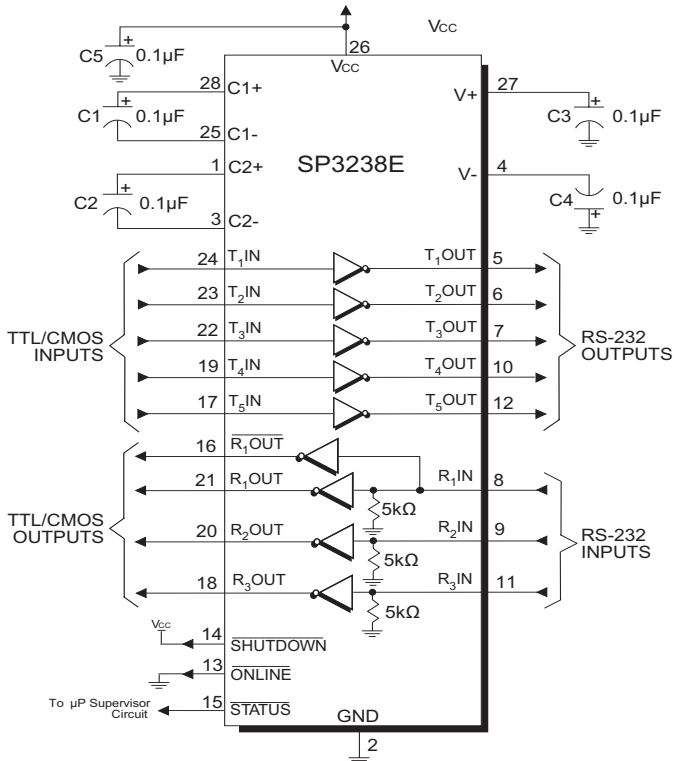 VCC
26
VCC
C5 + 0.1µF
28 C1+
C1 + 0.1µF
25 C1-
1 C2+
C2 + 0.1µF
3 C2-
SP3238E
V+ 27
C3 + 0.1µF
V- 4
C4 + 0.1µF
TTL/CMOS
INPUTS
24 T1IN T1OUT 5
23 T2IN T2OUT 6
22 T3IN T3OUT 7
19 T4IN T4OUT 10
17 T5IN T5OUT 12
RS-232
OUTPUTS
TTL/CMOS
OUTPUTS
16 R1OUT
21 R1OUT R1IN 8
5kΩ
20 R2OUT R2IN 9
5kΩ
18 R3OUT R3IN 11
5kΩ
RS-232
INPUTS
VCC 14 SHUTDOWN
13 ONLINE
To µP Supervisor
Circuit
15 STATUS
GND
2